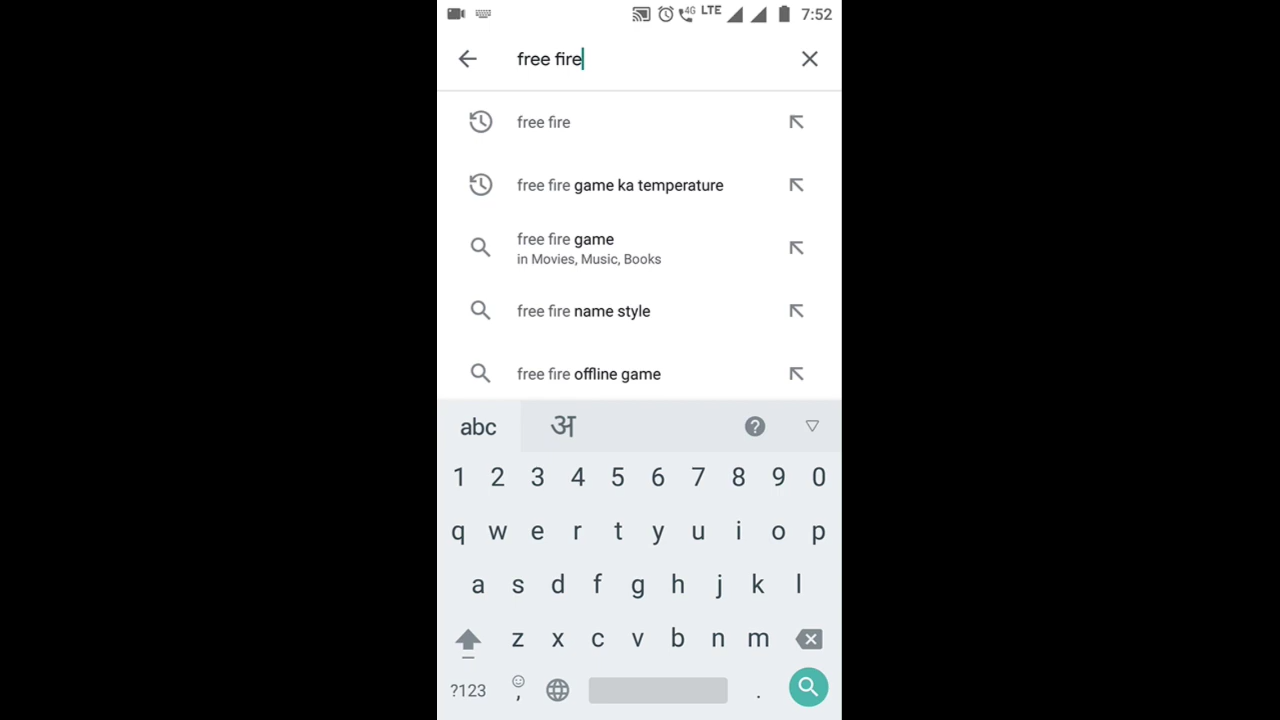 4G LTE 7:52
free fire
free fire
free fire game ka temperature
free fire game
in Movies, Music, Books
free fire name style
free fire offline game
abc अ ?
1 2 3 4 5 6 7 8 9 0
q w e r t y u i o p
a s d f g h j k l
z x c v b n m
?123 , .